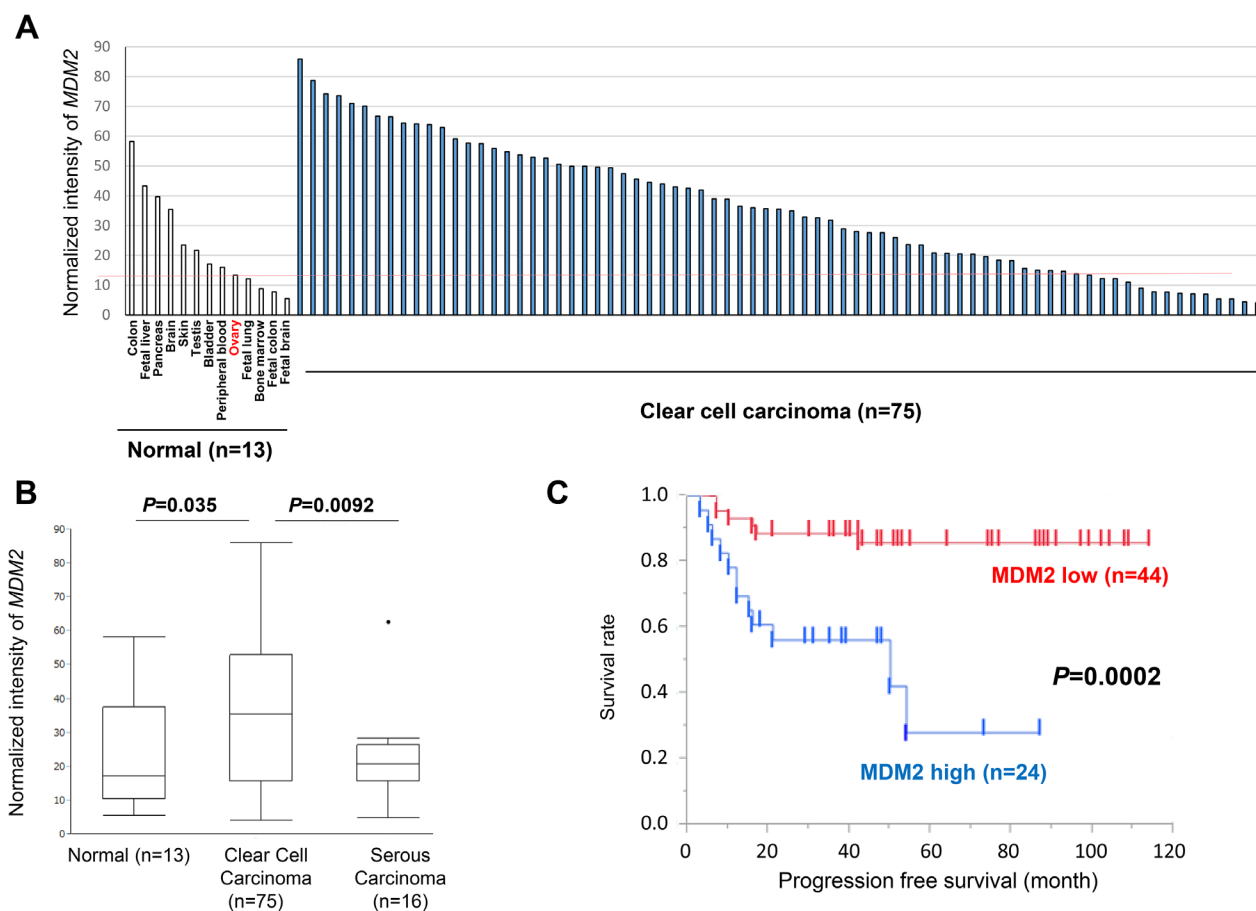 A
Normalized intensity of MDM2
90
80
70
60
50
40
30
20
10
0
Colon
Fetal liver
Pancreas
Brain
Skin
Testis
Bladder
Peripheral blood
Ovary
Fetal lung
Bone marrow
Fetal colon
Fetal brain
Normal (n=13)
Clear cell carcinoma (n=75)
B
P=0.035
P=0.0092
Normalized intensity of MDM2
90
80
70
60
50
40
30
20
10
0
Normal (n=13)
Clear Cell
Carcinoma
(n=75)
Serous
Carcinoma
(n=16)
C
Survival rate
1.0
0.8
0.6
0.4
0.2
0.0
MDM2 low (n=44)
P=0.0002
MDM2 high (n=24)
0 20 40 60 80 100 120
Progression free survival (month)